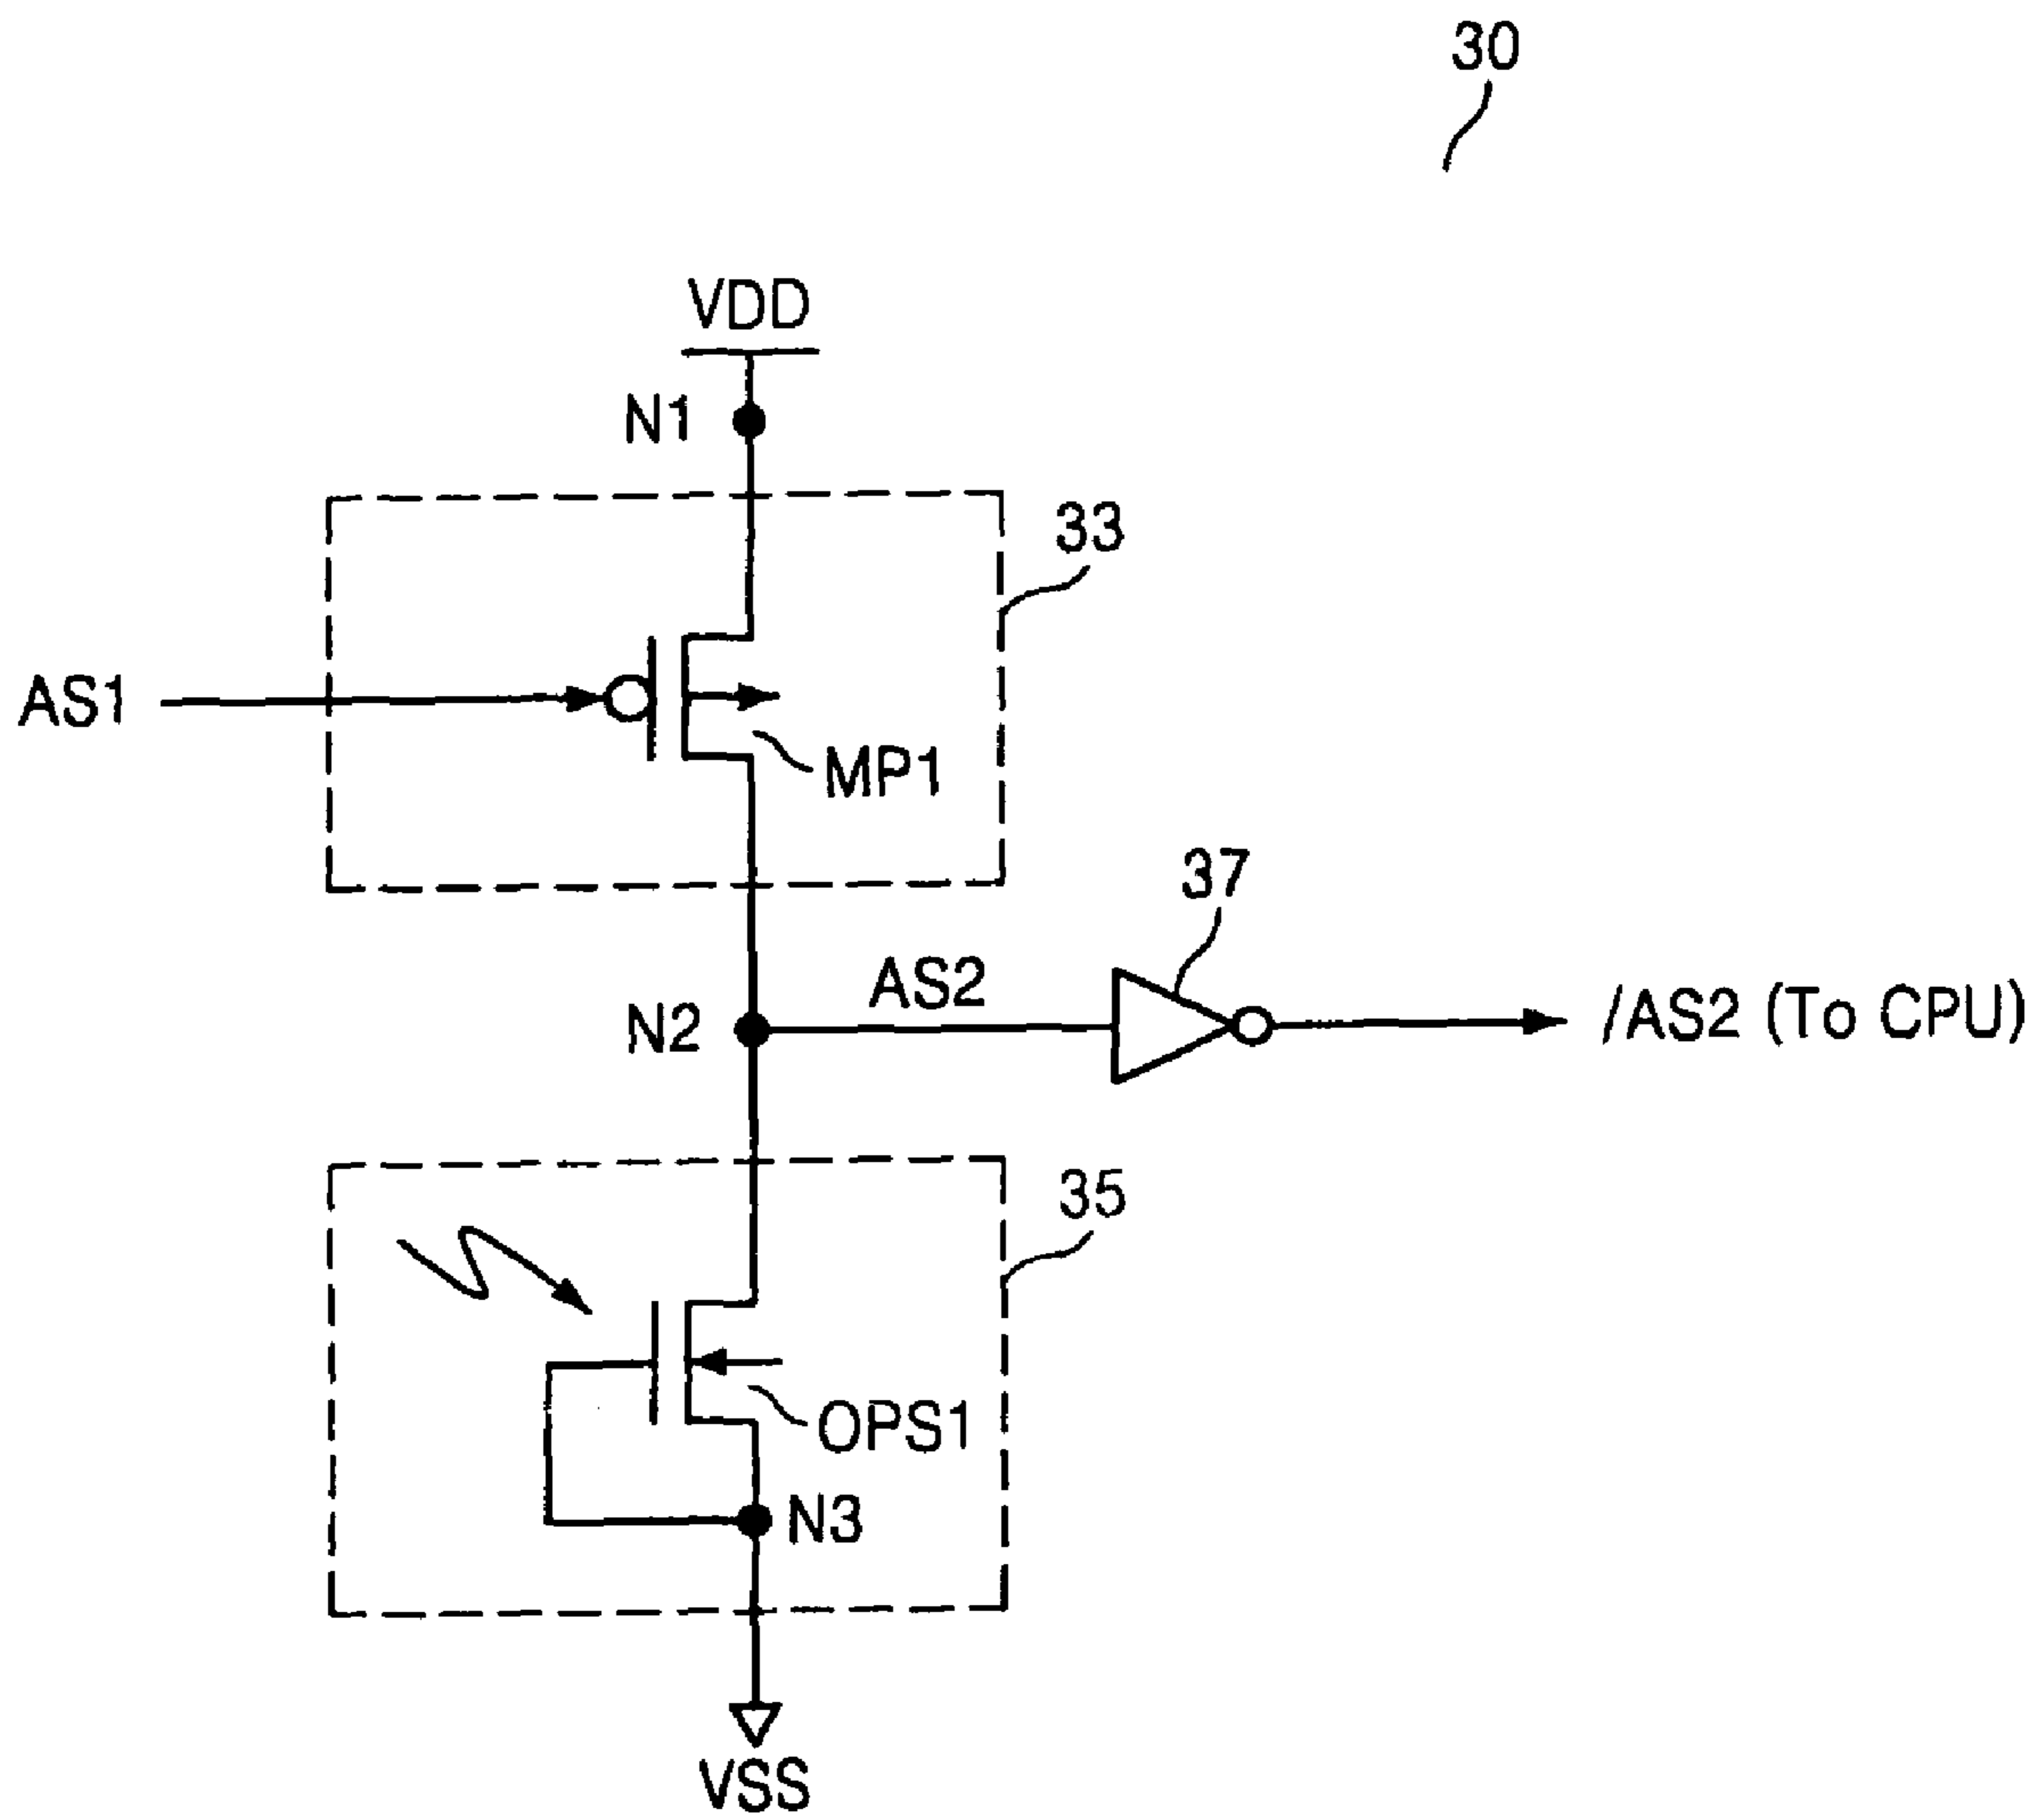 30
VDD
N1
33
AS1
MP1
37
AS2
N2
/AS2 (To CPU)
35
OPS1
N3
VSS